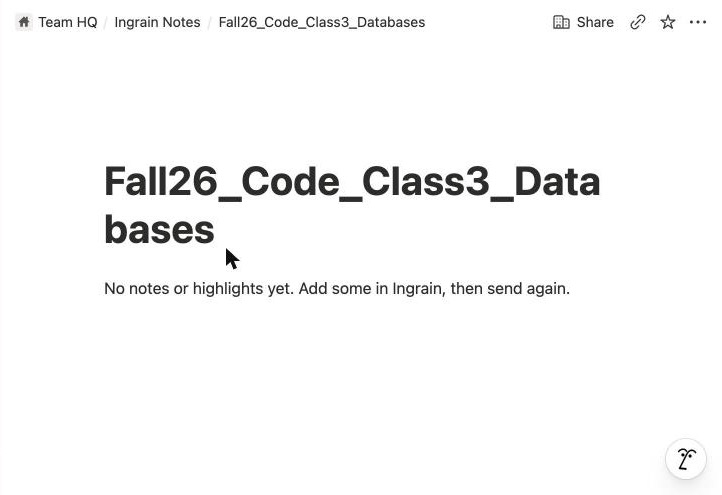 Team HQ / Ingrain Notes / Fall26_Code_Class3_Databases Share
Fall26_Code_Class3_Data
bases
No notes or highlights yet. Add some in Ingrain, then send again.